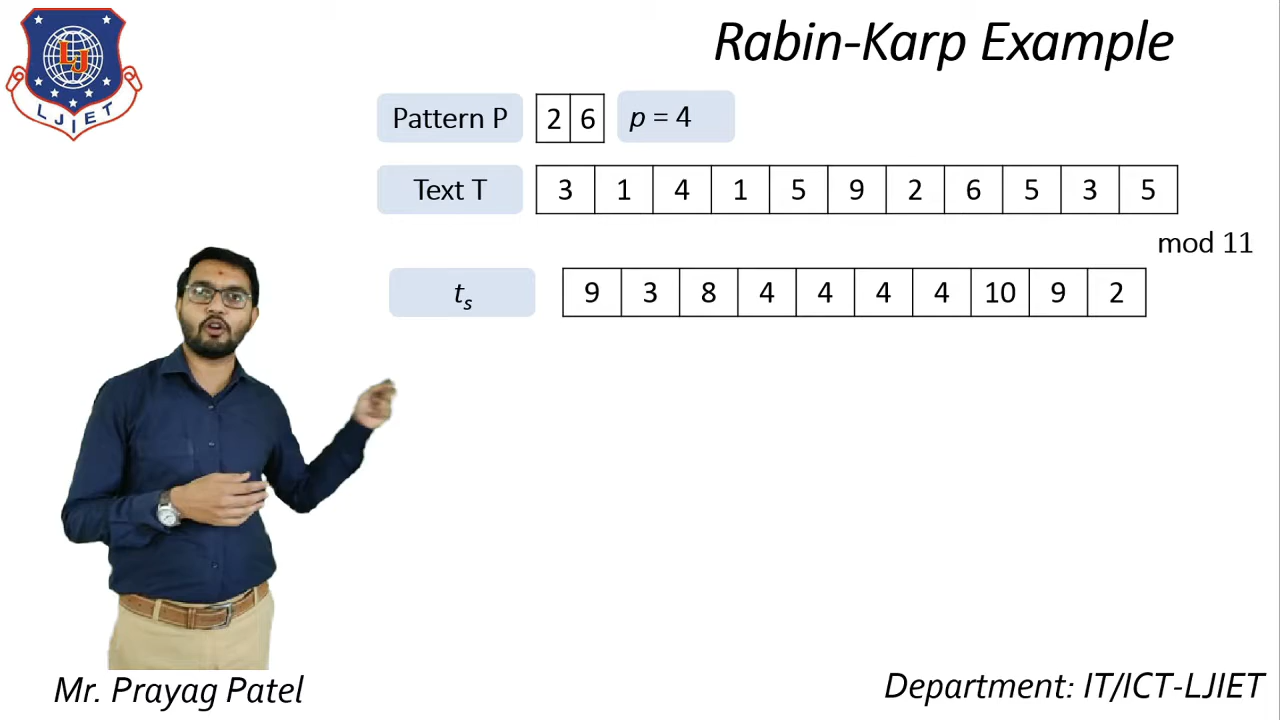 LJ
LJIET
Rabin-Karp Example
Pattern P 2 6 p = 4
Text T 3 1 4 1 5 9 2 6 5 3 5
mod 11
ts 9 3 8 4 4 4 4 10 9 2
Mr. Prayag Patel
Department: IT/ICT-LJIET